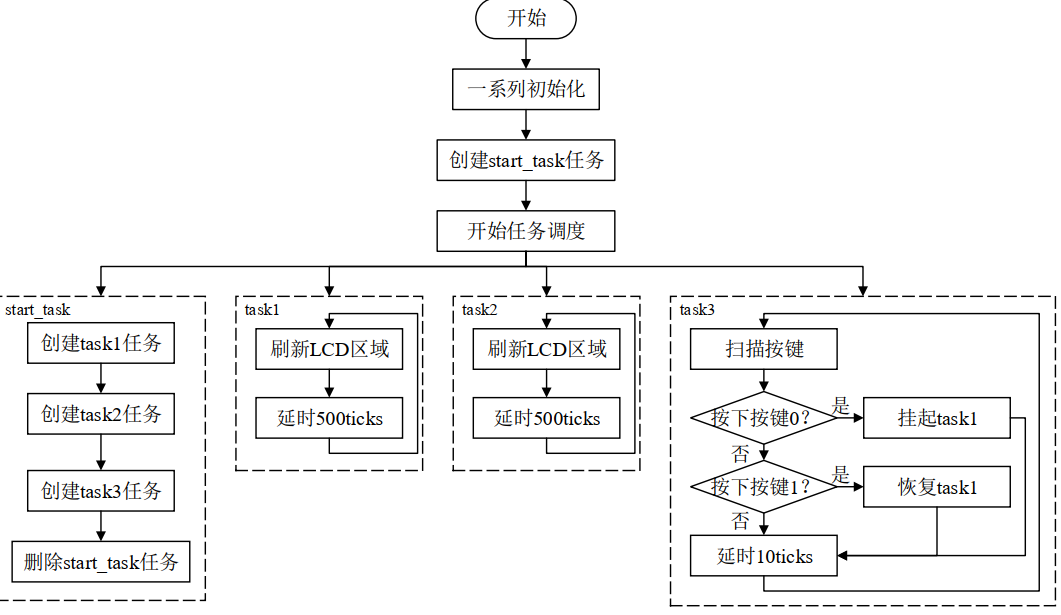 开始
一系列初始化
创建start_task任务
开始任务调度
start_task
创建task1任务
创建task2任务
创建task3任务
删除start_task任务
task1
刷新LCD区域
延时500ticks
task2
刷新LCD区域
延时500ticks
task3
扫描按键
按下按键0?
是
挂起task1
否
按下按键1?
是
恢复task1
否
延时10ticks